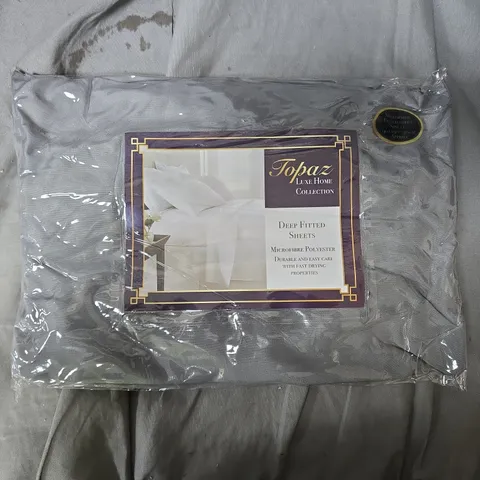 Topaz
Luxe Home
Collection
Deep Fitted
Sheets
Microfibre Polyester
Durable and easy care
with fast drying
properties